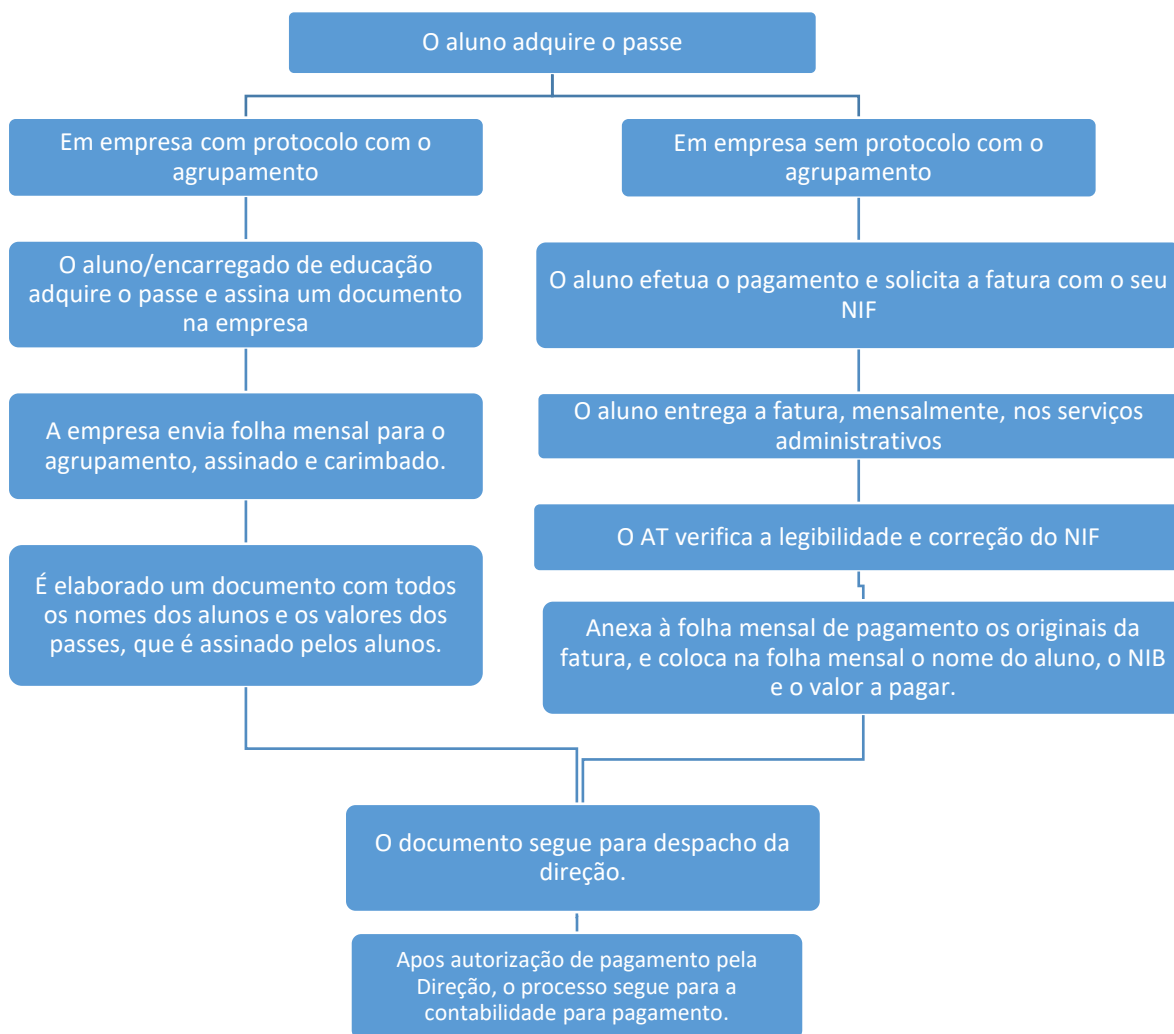 O aluno adquire o passe
Em empresa com protocolo com o
agrupamento
O aluno/encarregado de educação
adquire o passe e assina um documento
na empresa
A empresa envia folha mensal para o
agrupamento, assinado e carimbado.
É elaborado um documento com todos
os nomes dos alunos e os valores dos
passes, que é assinado pelos alunos.
Em empresa sem protocolo com o
agrupamento
O aluno efetua o pagamento e solicita a fatura com o seu
NIF
O aluno entrega a fatura, mensalmente, nos serviços
administrativos
O AT verifica a legibilidade e correção do NIF
Anexa à folha mensal de pagamento os originais da
fatura, e coloca na folha mensal o nome do aluno, o NIB
e o valor a pagar.
O documento segue para despacho da
direção.
Apos autorização de pagamento pela
Direção, o processo segue para a
contabilidade para pagamento.